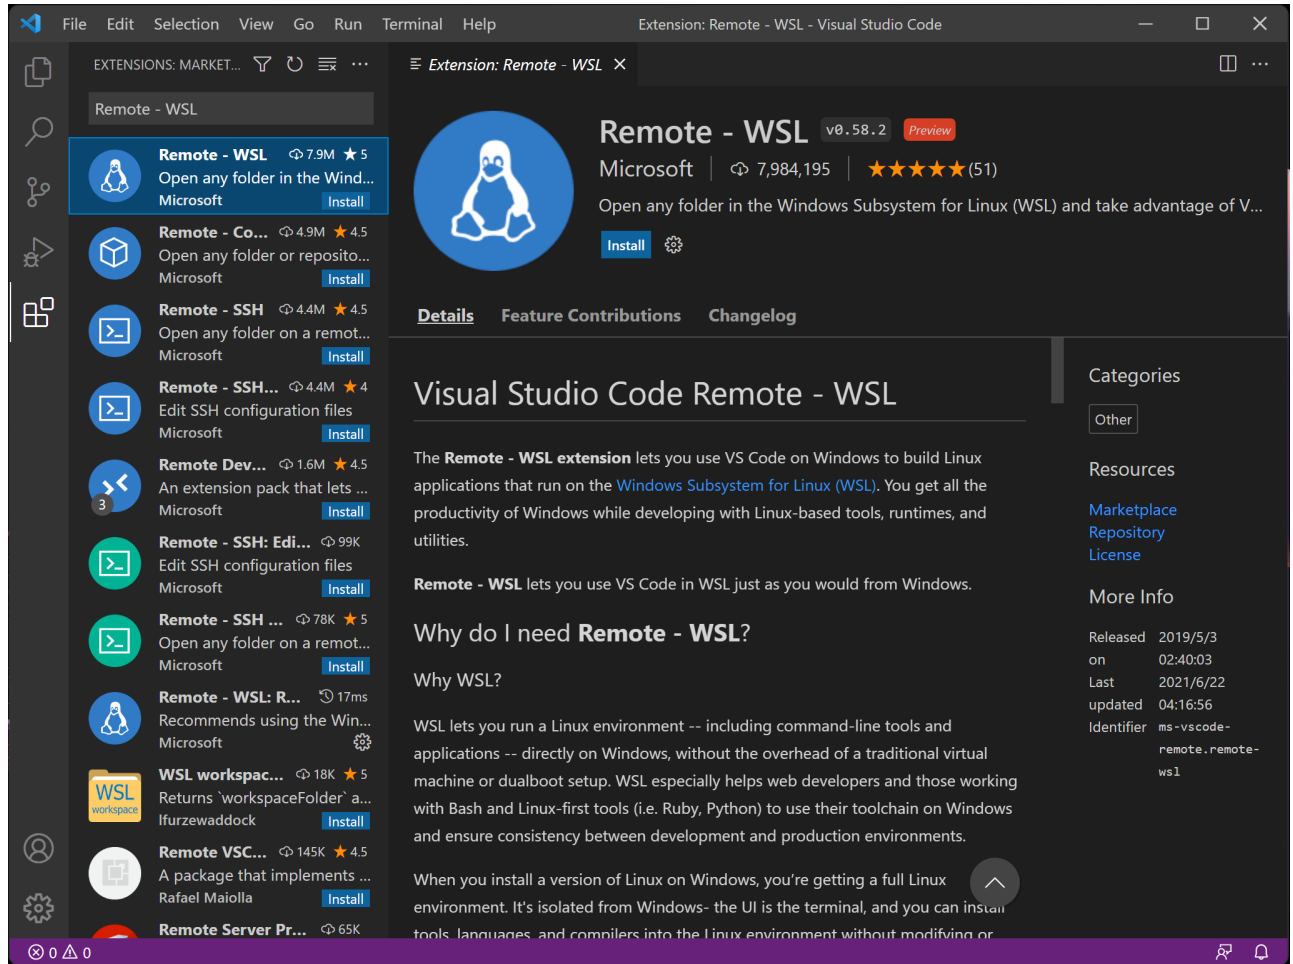 File Edit Selection View Go Run Terminal Help
Extension: Remote - WSL - Visual Studio Code
EXTENSIONS: MARKET...
Remote - WSL
Remote - WSL 7.9M ★ 5
Open any folder in the Wind...
Microsoft Install
Remote - Co... 4.9M ★ 4.5
Open any folder or reposito...
Microsoft Install
Remote - SSH 4.4M ★ 4.5
Open any folder on a remot...
Microsoft Install
Remote - SSH... 4.4M ★ 4
Edit SSH configuration files
Microsoft Install
Remote Dev... 1.6M ★ 4.5
An extension pack that lets ...
3
Microsoft Install
Remote - SSH: Edi... 99K
Edit SSH configuration files
Microsoft Install
Remote - SSH ... 78K ★ 5
Open any folder on a remot...
Microsoft Install
Remote - WSL: R... 17ms
Recommends using the Win...
Microsoft
WSL workspac... 18K ★ 5
WSL
workspace
Returns `workspaceFolder` a...
lfurzewaddock Install
Remote VSC... 145K ★ 4.5
A package that implements ...
Rafael Maiolla Install
Remote Server Pr... 65K
Extension: Remote - WSL
Remote - WSL v0.58.2 Preview
Microsoft 7,984,195 ★★★★★(51)
Open any folder in the Windows Subsystem for Linux (WSL) and take advantage of V...
Install
Details Feature Contributions Changelog
Visual Studio Code Remote - WSL
The Remote - WSL extension lets you use VS Code on Windows to build Linux
applications that run on the Windows Subsystem for Linux (WSL). You get all the
productivity of Windows while developing with Linux-based tools, runtimes, and
utilities.
Remote - WSL lets you use VS Code in WSL just as you would from Windows.
Why do I need Remote - WSL?
Why WSL?
WSL lets you run a Linux environment -- including command-line tools and
applications -- directly on Windows, without the overhead of a traditional virtual
machine or dualboot setup. WSL especially helps web developers and those working
with Bash and Linux-first tools (i.e. Ruby, Python) to use their toolchain on Windows
and ensure consistency between development and production environments.
When you install a version of Linux on Windows, you're getting a full Linux
environment. It's isolated from Windows- the UI is the terminal, and you can install
tools, languages, and compilers into the Linux environment without modifying or
Categories
Other
Resources
Marketplace
Repository
License
More Info
Released 2019/5/3
on 02:40:03
Last 2021/6/22
updated 04:16:56
Identifier ms-vscode-
remote.remote-
wsl
0 0